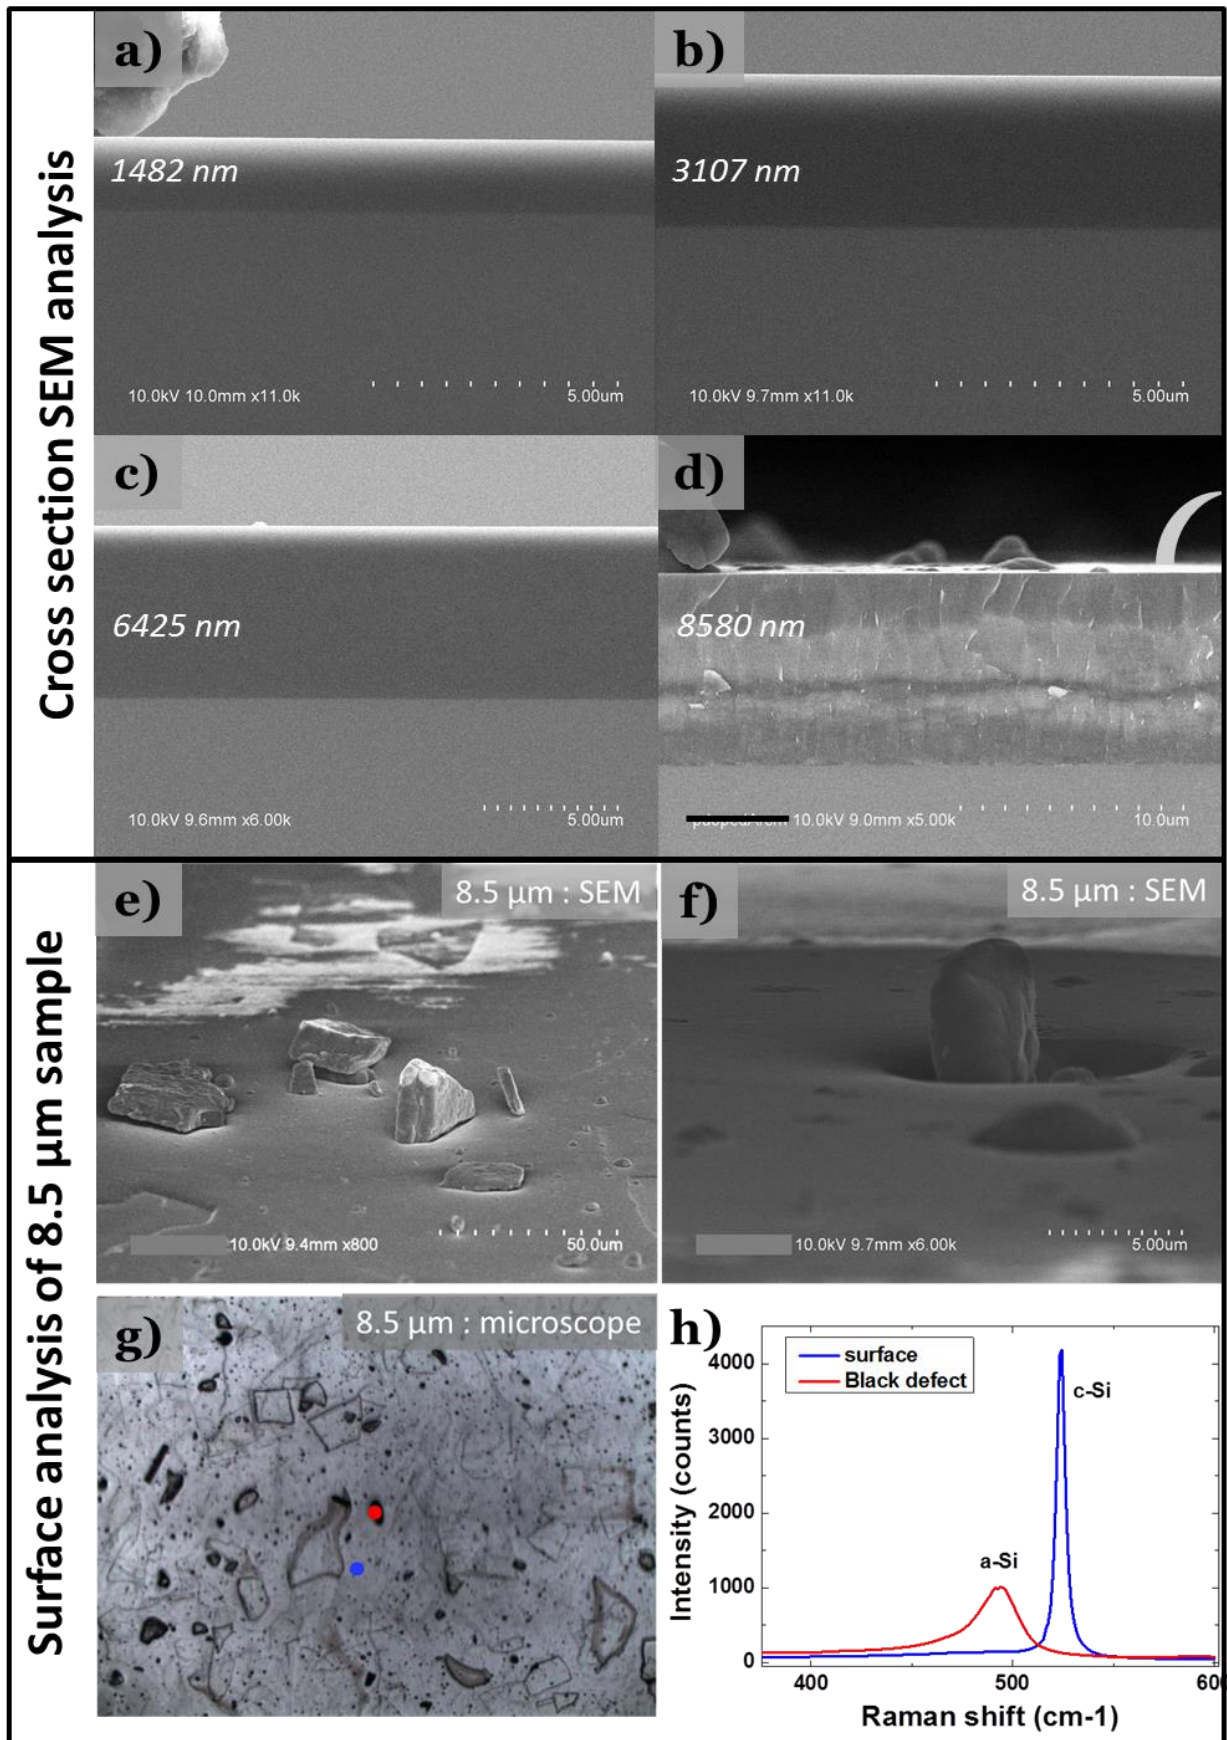 Cross section SEM analysis
a)
1482 nm
10.0kV 10.0mm x11.0k
5.00um
b)
3107 nm
10.0kV 9.7mm x11.0k
5.00um
c)
6425 nm
10.0kV 9.6mm x6.00k
5.00um
d)
8580 nm
10.0kV 9.0mm x5.00k
10.0um
Surface analysis of 8.5 µm sample
e)
8.5 µm : SEM
10.0kV 9.4mm x800
50.0um
f)
8.5 µm : SEM
10.0kV 9.7mm x6.00k
5.00um
g)
8.5 µm : microscope
h)
surface
Black defect
c-Si
a-Si
Intensity (counts)
4000
3000
2000
1000
0
400 500 60
Raman shift (cm-1)